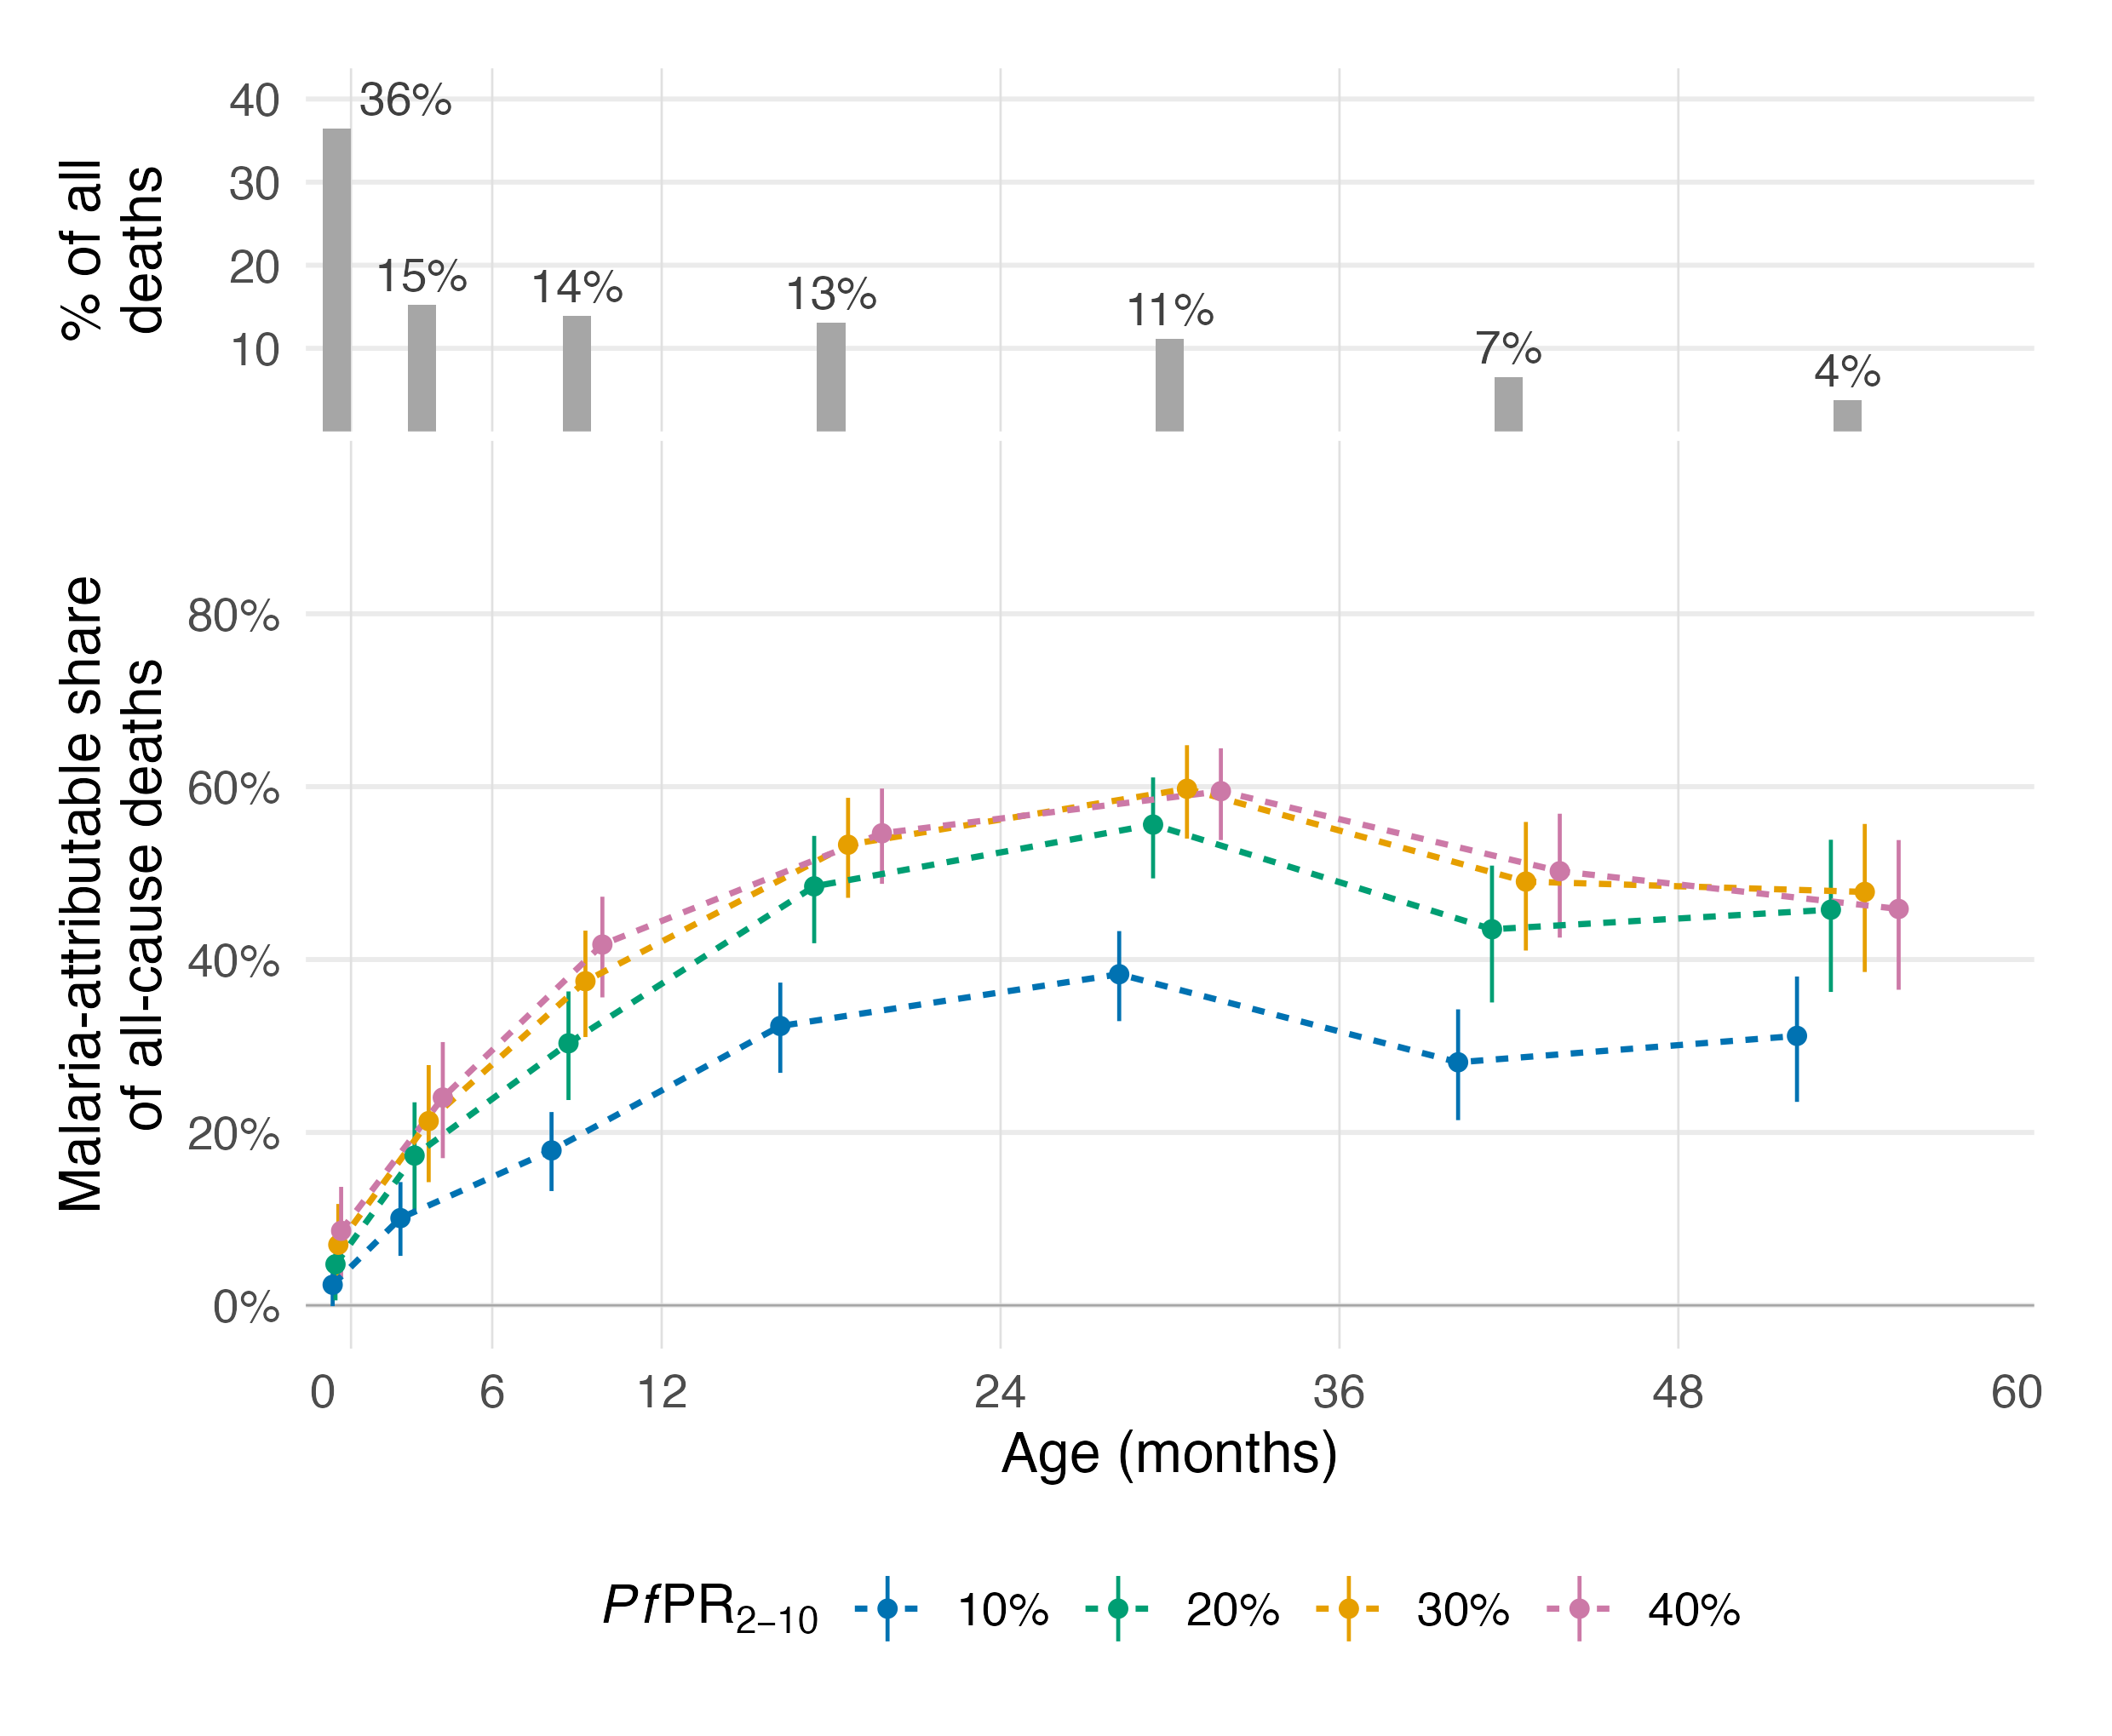 % of all
deaths
40
30
20
10
36%
15%
14%
13%
11%
7%
4%
Malaria-attributable share
of all-cause deaths
80%
60%
40%
20%
0%
0 6 12 24 36 48 60
Age (months)
PfPR2−10 10% 20% 30% 40%